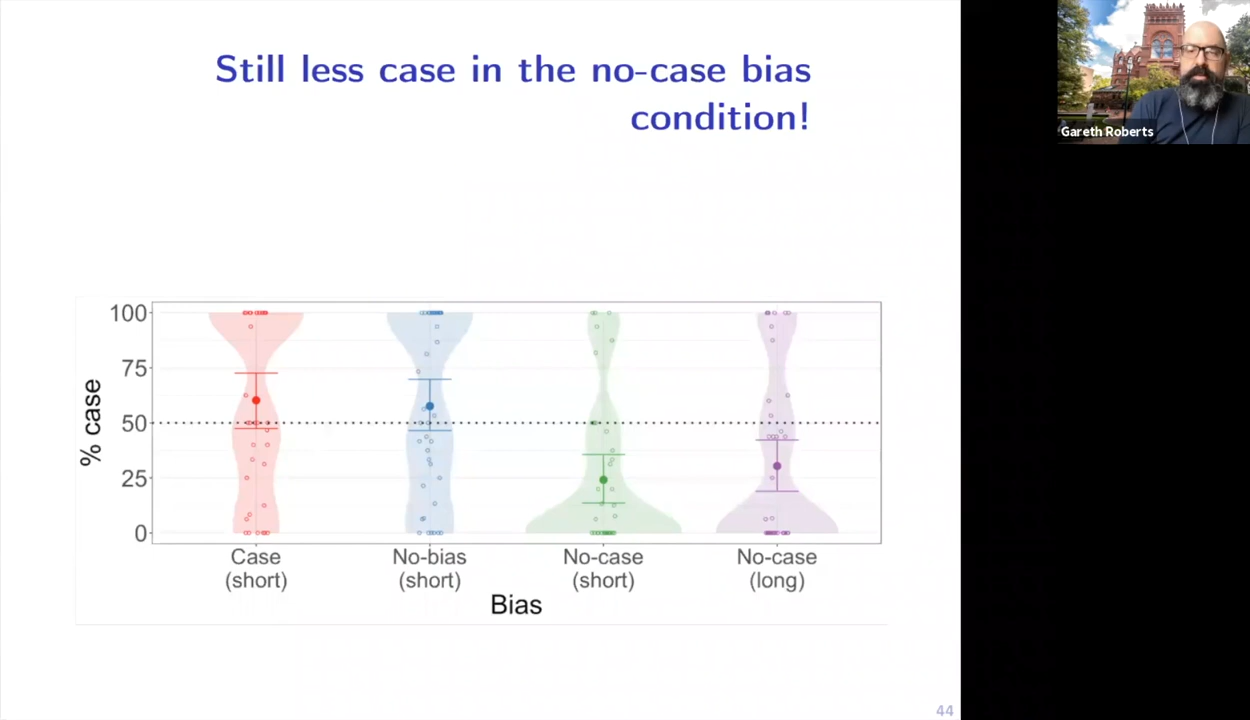 Still less case in the no-case bias
condition!
Gareth Roberts
100
75
50
25
0
% case
Case
(short)
No-bias
(short)
No-case
(short)
No-case
(long)
Bias
44